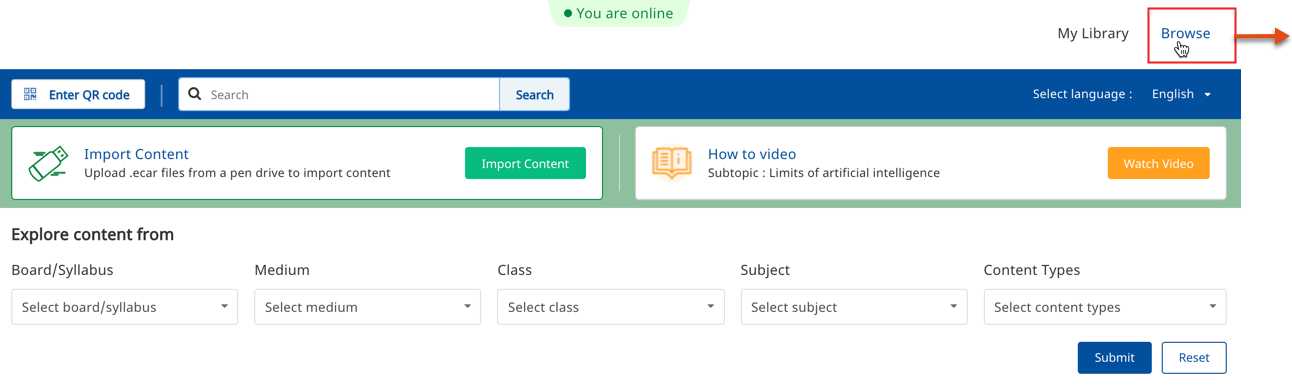 You are online
My Library Browse
Enter QR code Search Search Select language : English
Import Content
Upload .ecar files from a pen drive to import content
Import Content
How to video
Subtopic : Limits of artificial intelligence
Watch Video
Explore content from
Board/Syllabus Medium Class Subject Content Types
Select board/syllabus Select medium Select class Select subject Select content types
Submit Reset